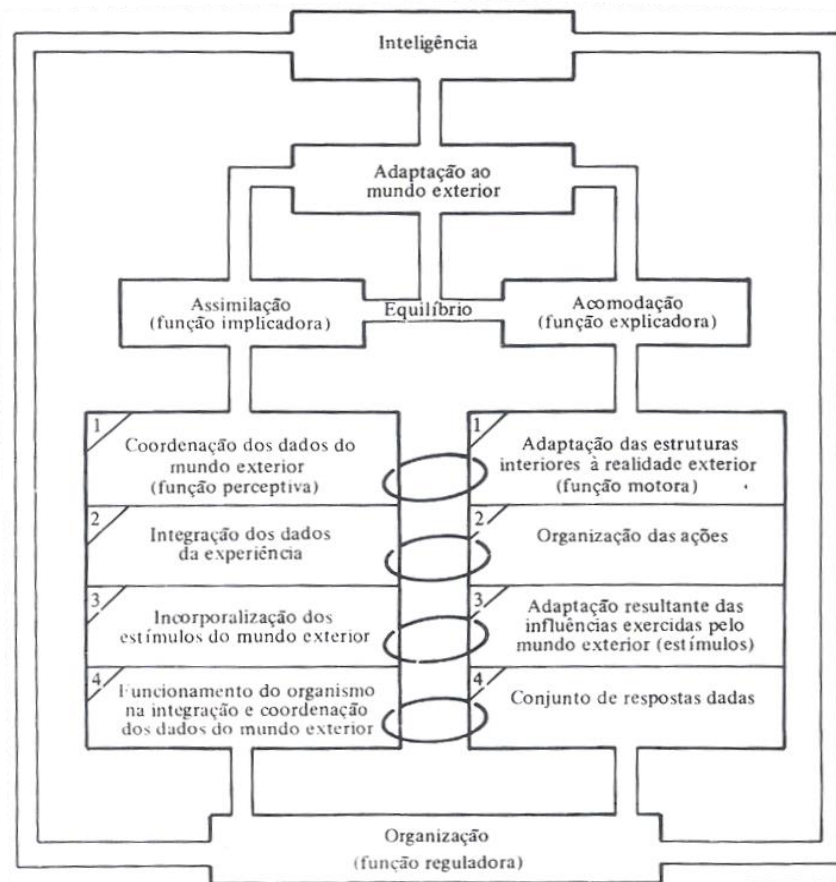 Inteligência
Adaptação ao
mundo exterior
Assimilação
(função implicadora)
Equilíbrio
Acomodação
(função explicadora)
1
Coordenação dos dados do
mundo exterior
(função perceptiva)
2
Integração dos dados
da experiência
3
Incorporalização dos
estímulos do mundo exterior
4
Funcionamento do organismo
na integração e coordenação
dos dados do mundo exterior
1
Adaptação das estruturas
interiores à realidade exterior
(função motora)
2
Organização das ações
3
Adaptação resultante das
influências exercidas pelo
mundo exterior (estímulos)
4
Conjunto de respostas dadas
Organização
(função reguladora)